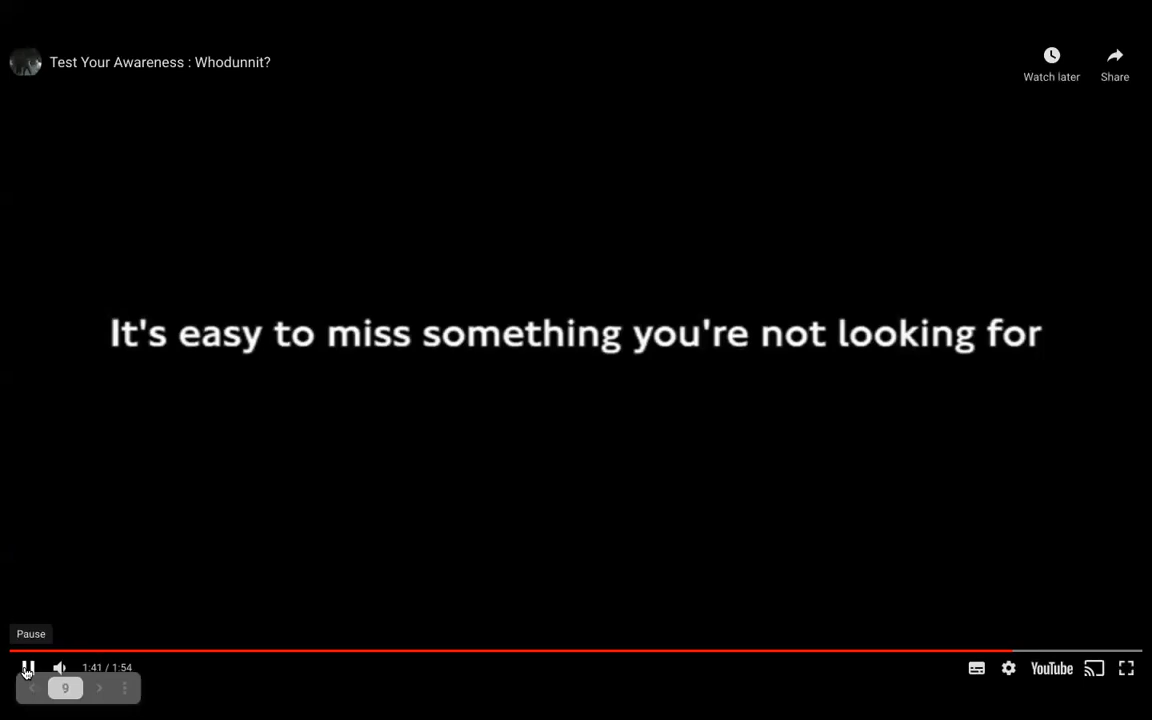 Test Your Awareness : Whodunnit?
Watch later
Share
It's easy to miss something you're not looking for
Pause
1:41 / 1:54
YouTube
9